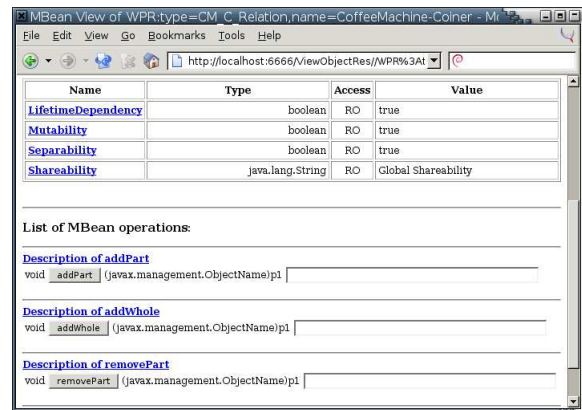 MBean View of WPR:type=CM_C_Relation,name=CoffeeMachine-Coiner - Mo
File Edit View Go Bookmarks Tools Help
http://localhost:6666/ViewObjectRes//WPR%3At
Name Type Access Value
LifetimeDependency boolean RO true
Mutability boolean RO true
Separability boolean RO true
Shareability java.lang.String RO Global Shareability
List of MBean operations:
Description of addPart
void addPart (javax.management.ObjectName)p1
Description of addWhole
void addWhole (javax.management.ObjectName)p1
Description of removePart
void removePart (javax.management.ObjectName)p1